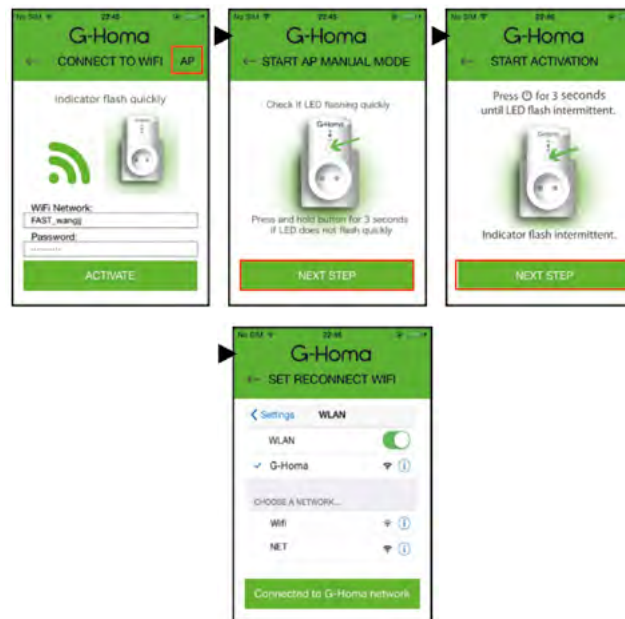 No SIM 22:45
G-Homa
← CONNECT TO WIFI AP
Indicator flash quickly
WiFi Network:
FAST_wangjj
Password:
ACTIVATE
No SIM 22:45
G-Homa
← START AP MANUAL MODE
Check if LED flashing quickly
G-Homa
Press and hold button for 3 seconds
if LED does not flash quickly
NEXT STEP
No SIM 22:46
G-Homa
← START ACTIVATION
Press for 3 seconds
until LED flash intermittent.
Indicator flash intermittent.
NEXT STEP
No SIM 22:46
G-Homa
← SET RECONNECT WIFI
Settings WLAN
WLAN
G-Homa
CHOOSE A NETWORK...
Wifi
NET
Connected to G-Homa network